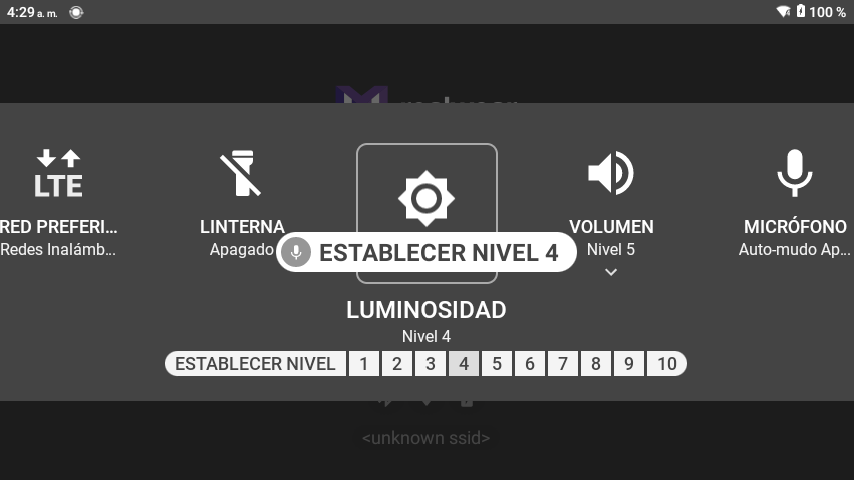 4:29 a. m.
100 %
LTE
RED PREFERI...
Redes Inalámb...
LINTERNA
Apagado
VOLUMEN
Nivel 5
MICRÓFONO
Auto-mudo Ap...
ESTABLECER NIVEL 4
LUMINOSIDAD
Nivel 4
ESTABLECER NIVEL 1 2 3 4 5 6 7 8 9 10
<unknown ssid>